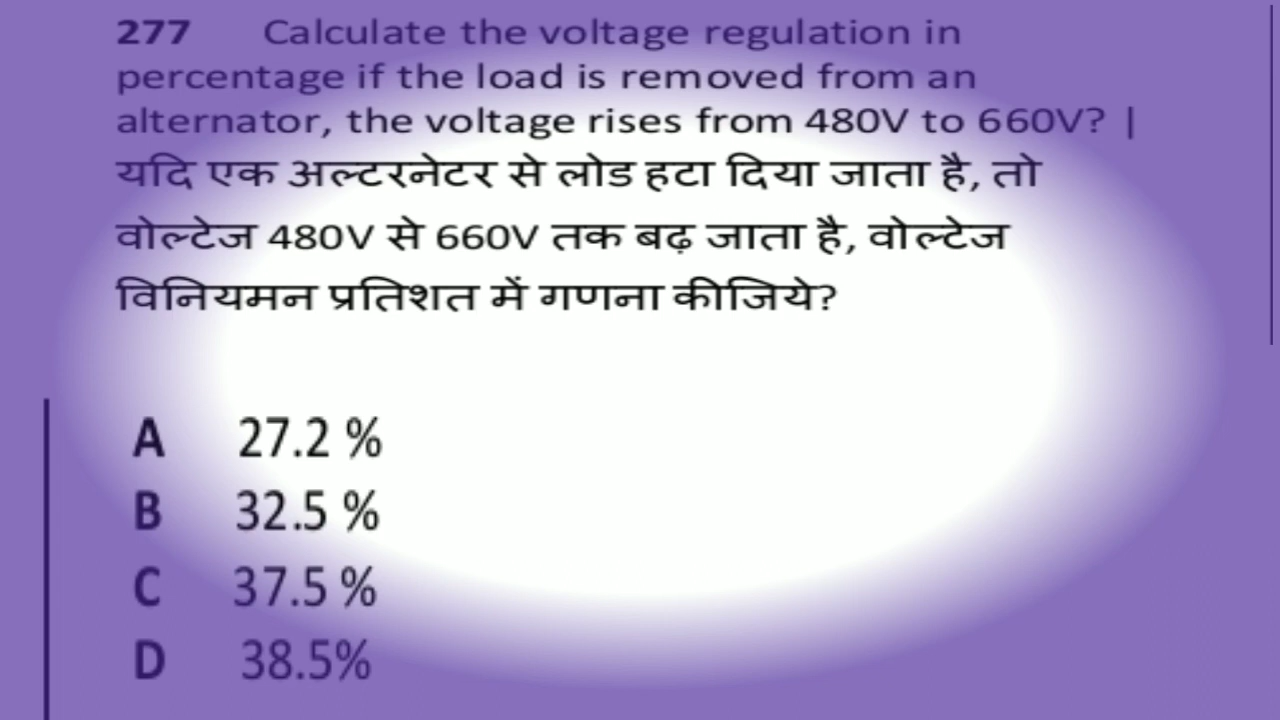 277 Calculate the voltage regulation in
percentage if the load is removed from an
alternator, the voltage rises from 480V to 660V? |
यदि एक अल्टरनेटर से लोड हटा दिया जाता है, तो
वोल्टेज 480V से 660V तक बढ़ जाता है, वोल्टेज
विनियमन प्रतिशत में गणना कीजिये?
A 27.2 %
B 32.5 %
C 37.5 %
D 38.5%